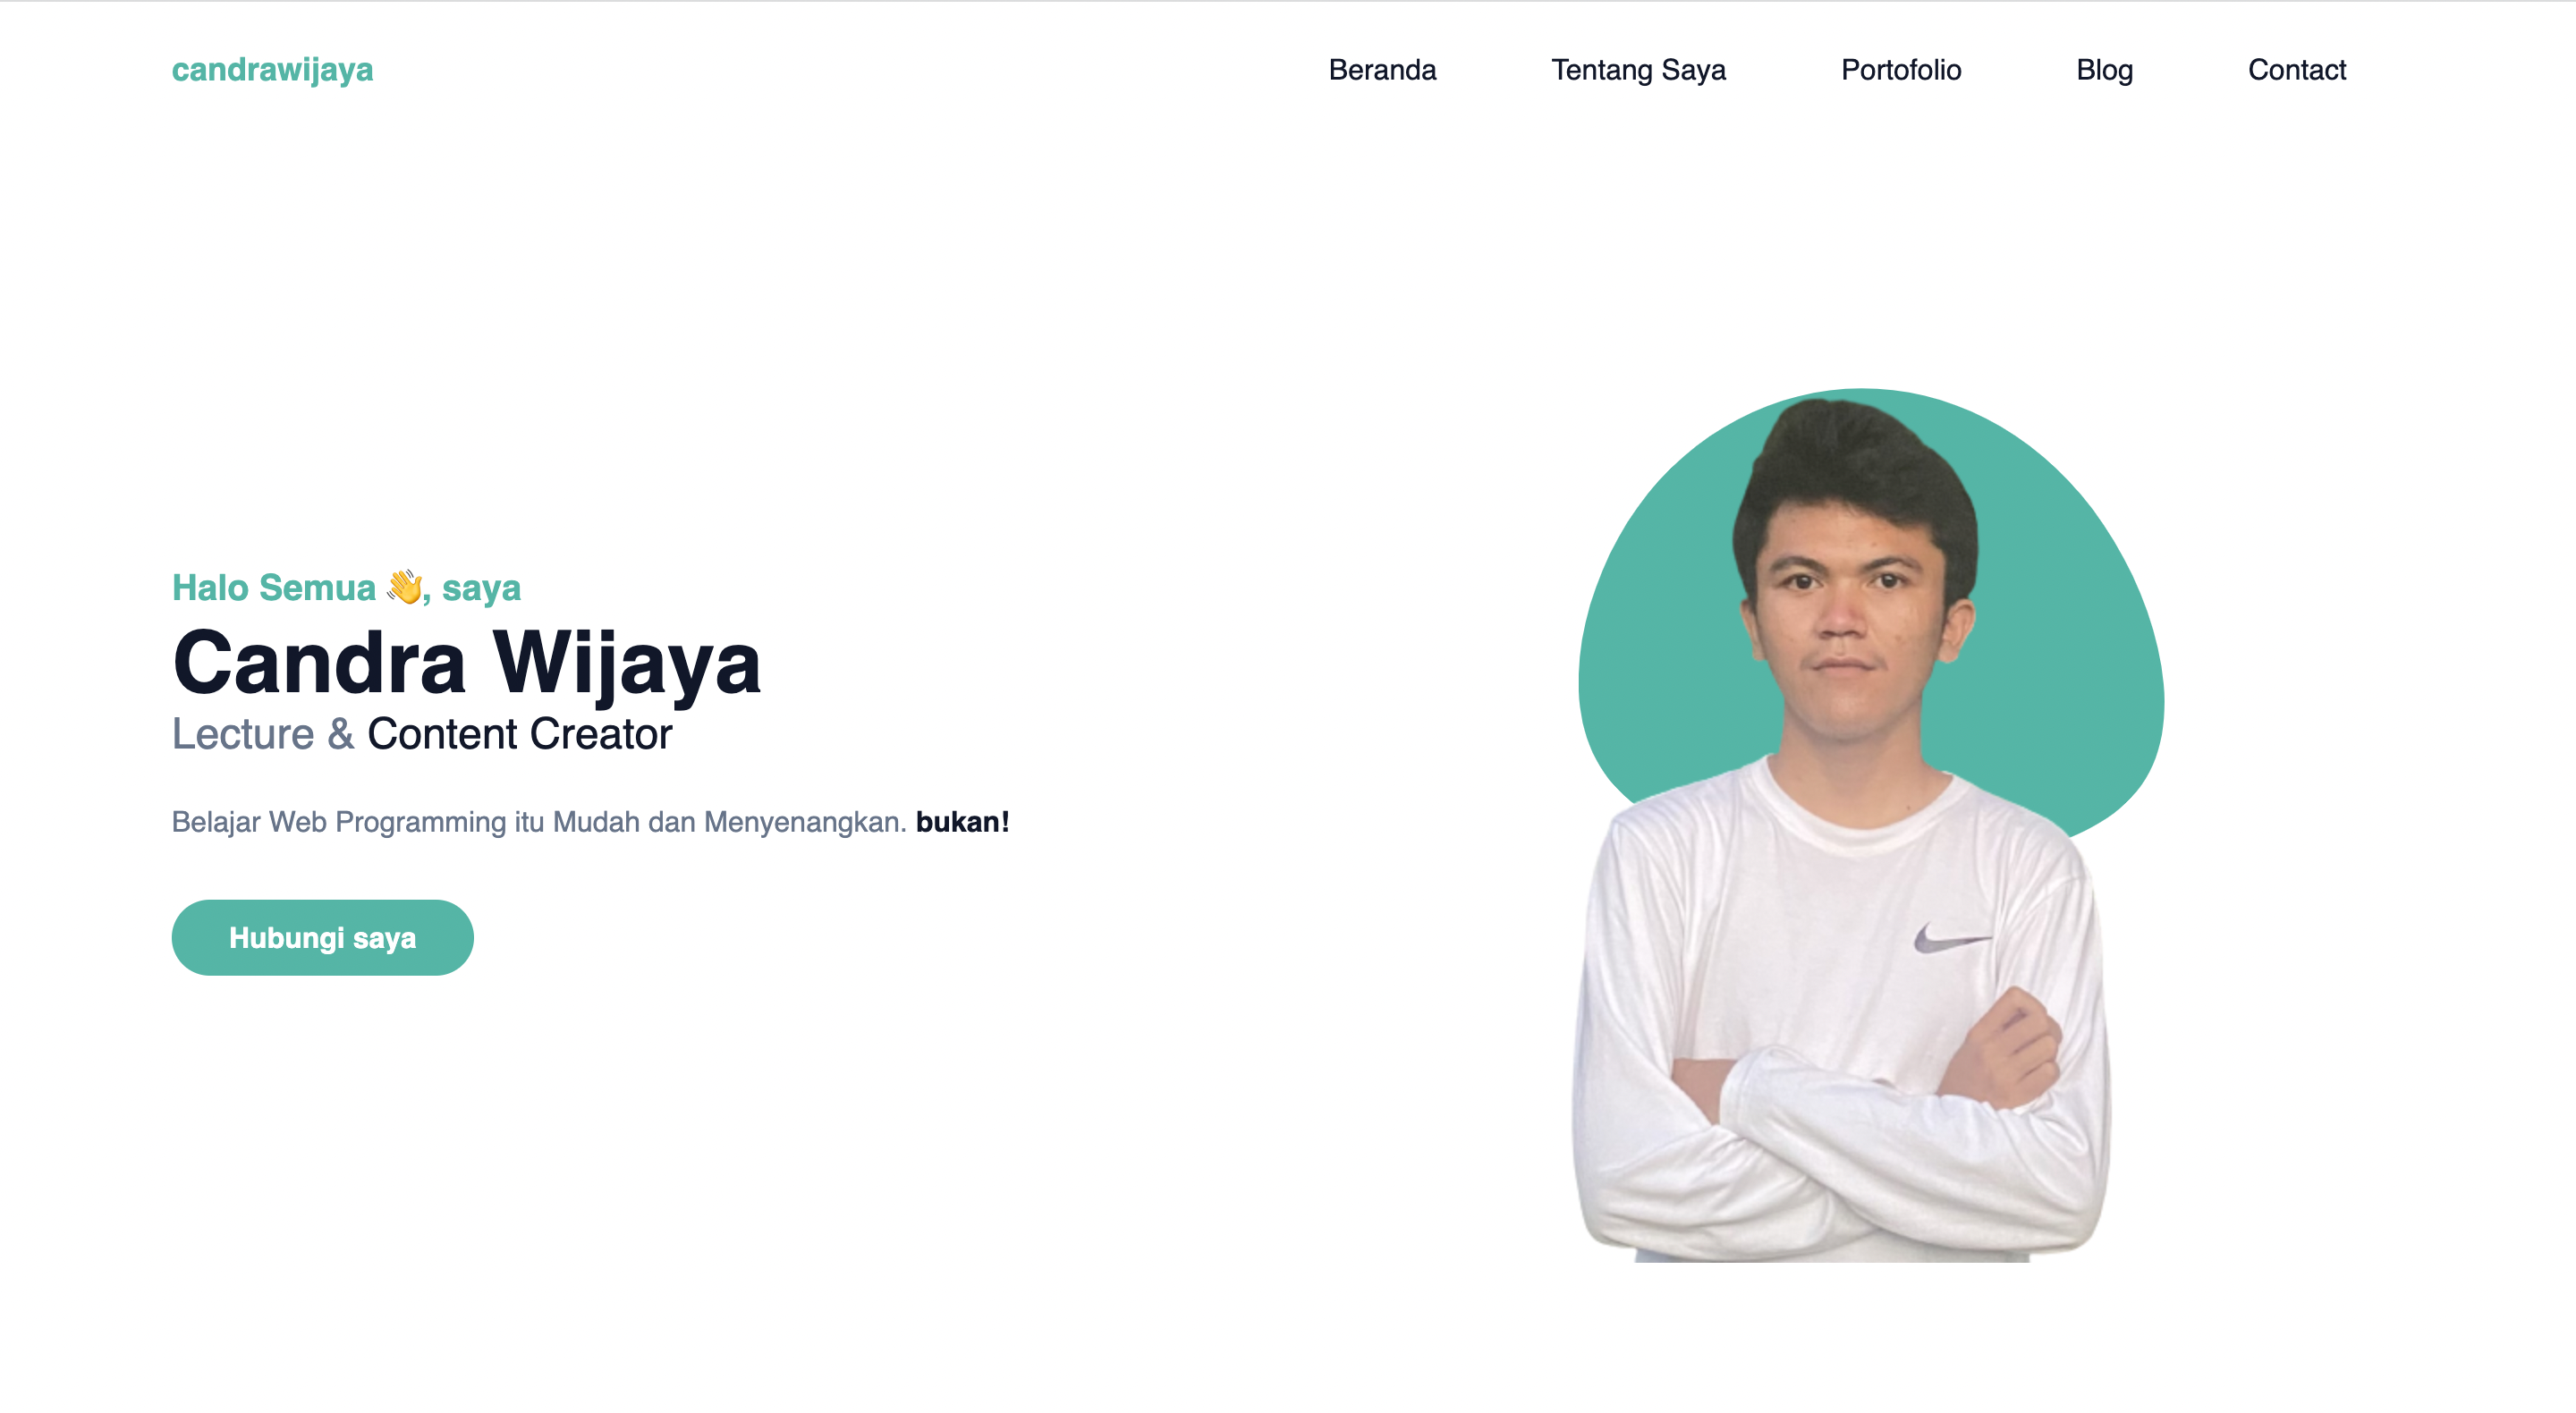 candrawijaya
Beranda Tentang Saya Portofolio Blog Contact
Halo Semua 👋, saya
Candra Wijaya
Lecture & Content Creator
Belajar Web Programming itu Mudah dan Menyenangkan. bukan!
Hubungi saya